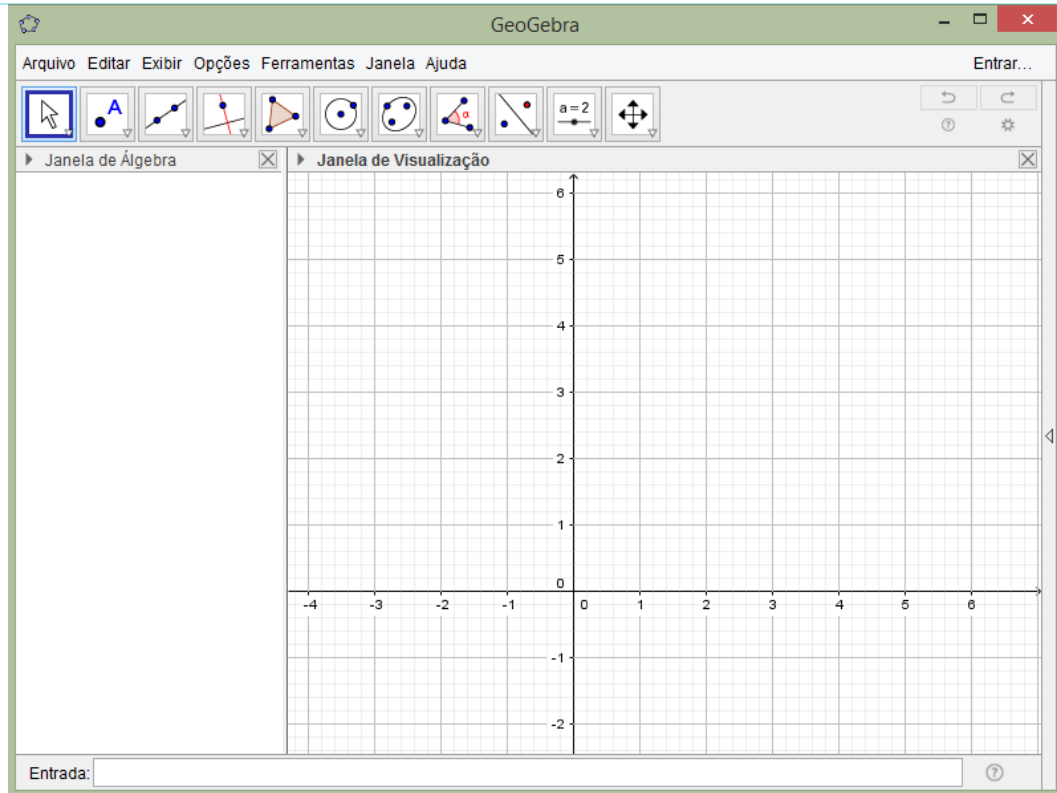 GeoGebra
Arquivo Editar Exibir Opções Ferramentas Janela Ajuda Entrar...
A α a = 2
Janela de Álgebra Janela de Visualização
6
5
4
3
2
1
0
-4 -3 -2 -1 0 1 2 3 4 5 6
-1
-2
Entrada: